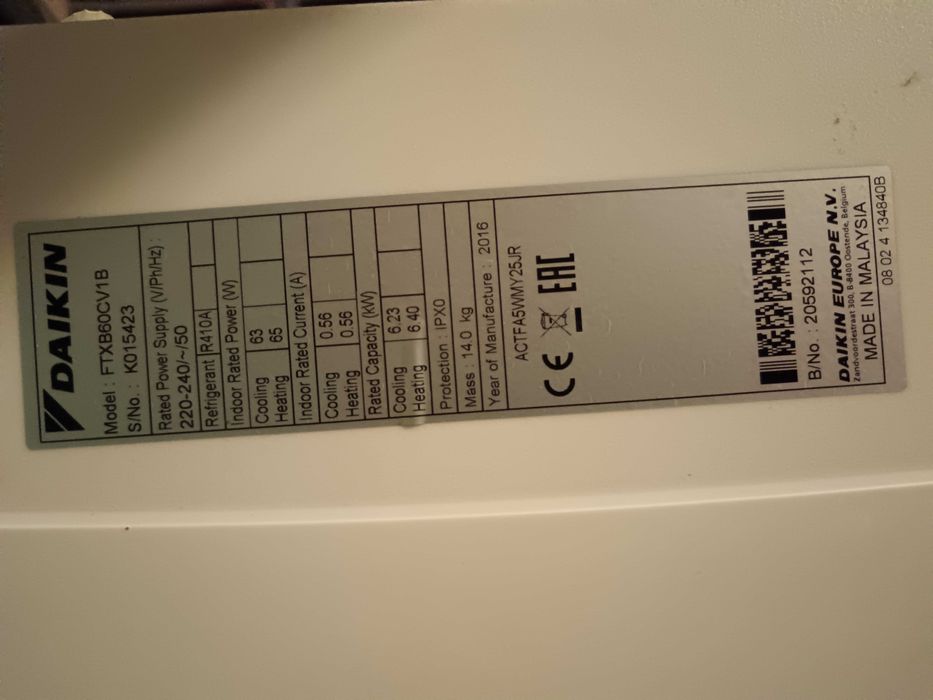 DAIKIN
Model : FTXB60CV1B
S/No. : K015423
Rated Power Supply (V/Ph/Hz) :
220-240/~/50
Refrigerant R410A
Indoor Rated Power (W)
Cooling 63
Heating 65
Indoor Rated Current (A)
Cooling 0.56
Heating 0.56
Rated Capacity (kW)
Cooling 6.23
Heating 6.40
Protection : IPX0
Mass : 14.0 kg
Year of Manufacture : 2016
ACTFA5WMY25JR
CE EAC
B/No. : 20592112
DAIKIN EUROPE N.V.
Zandvoordestraat 300, B-8400 Oostende, Belgium
MADE IN MALAYSIA
08 02 4 134840B